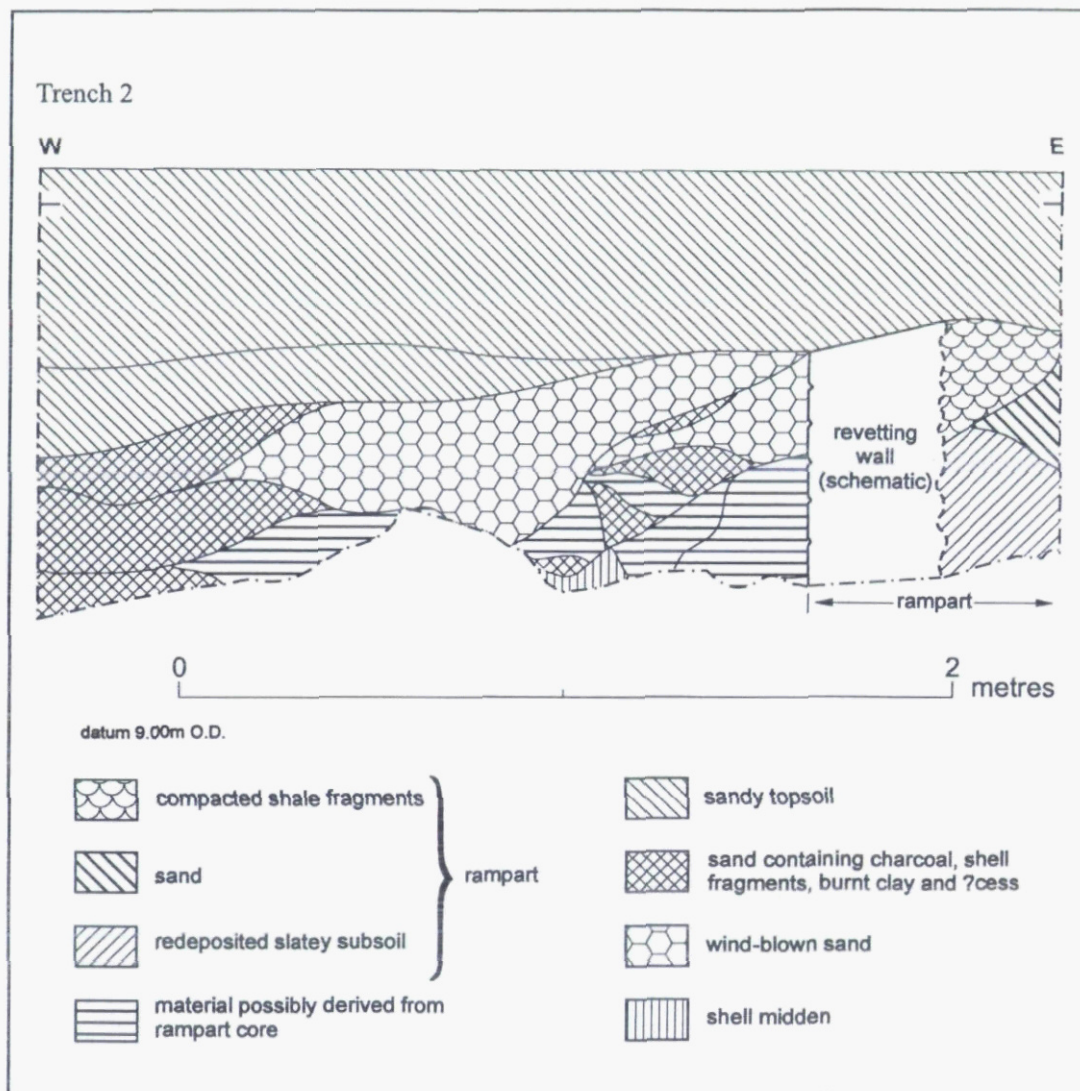 Trench 2
W
E
revetting
wall
(schematic)
rampart
0
2
metres
datum 9.00m O.D.
compacted shale fragments
sand
redeposited slatey subsoil
rampart
material possibly derived from
rampart core
sandy topsoil
sand containing charcoal, shell
fragments, burnt clay and ?cess
wind-blown sand
shell midden